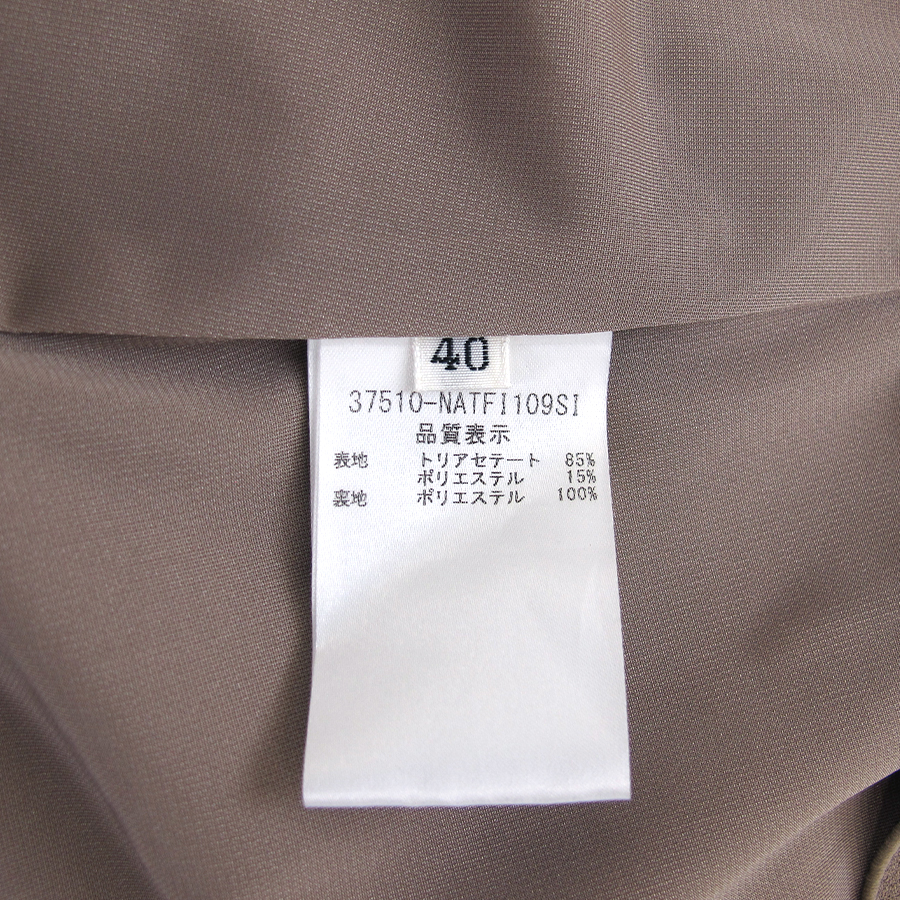 40
37510-NATFI109SI
品質表示
表地 トリアセテート 85%
ポリエステル 15%
裏地 ポリエステル 100%